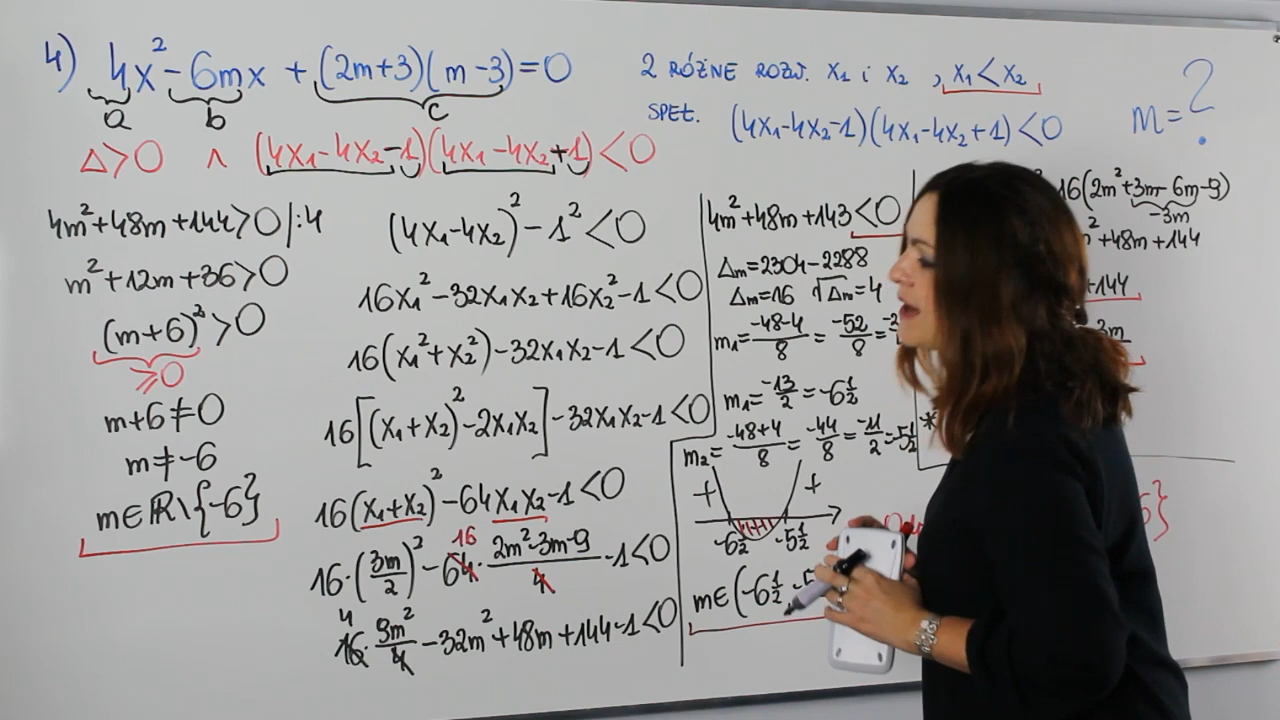 4) 4x² - 6mx + (2m+3)(m-3) = 0
a b c
2 RÓŻNE ROZW. x₁ i x₂ , x₁ < x₂
SPEŁ. (4x₁-4x₂-1)(4x₁-4x₂+1) < 0
m = ?
Δ>0 ∧ (4x₁-4x₂-1)(4x₁-4x₂+1) < 0
4m²+48m+144>0 |:4
m²+12m+36>0
(m+6)²>0
≥0
m+6≠0
m≠-6
m∈ℝ\{-6}
(4x₁-4x₂)²-1²<0
16x₁²-32x₁x₂+16x₂²-1<0
16(x₁²+x₂²)-32x₁x₂-1<0
16[(x₁+x₂)²-2x₁x₂]-32x₁x₂-1<0
16(x₁+x₂)²-64x₁x₂-1<0
16
16·(3m/2)²-64·(2m²-3m-9)/4-1<0
4
16·9m²/4-32m²+48m+144-1<0
4m²+48m+143<0
Δm=2304-2288
Δm=16 √Δm=4
m₁=(-48-4)/8=-52/8=
m₁=-13/2=-6½
m₂=(-48+4)/8=-44/8=-11/2=-5½
+ +
-6½ -5½
m∈(-6½,-5
16(2m²+3m-6m-9)
-3m
+48m+144
+144
3m
*
6}